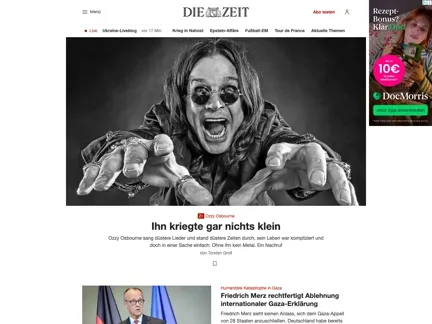 Menü
DIE ZEIT
Abo testen
Live
Ukraine-Liveblog
vor 17 Min.
Krieg in Nahost
Epstein-Affäre
Fußball-EM
Tour de France
Aktuelle Themen
Rezept-
Bonus?
Klar
10€
DocMorris
Ozzy Osbourne
Ihn kriegte gar nichts klein
Ozzy Osbourne sang düstere Lieder und stand düstere Zeiten durch, sein Leben war kompliziert und
doch in einer Sache einfach: Ohne ihn kein Metal. Ein Nachruf
Von Torsten Groß
Humanitäre Katastrophe in Gaza
Friedrich Merz rechtfertigt Ablehnung
internationaler Gaza-Erklärung
Friedrich Merz sieht keinen Anlass, sich dem Gaza-Appell
von 28 Staaten anzuschließen. Deutschland habe bereits